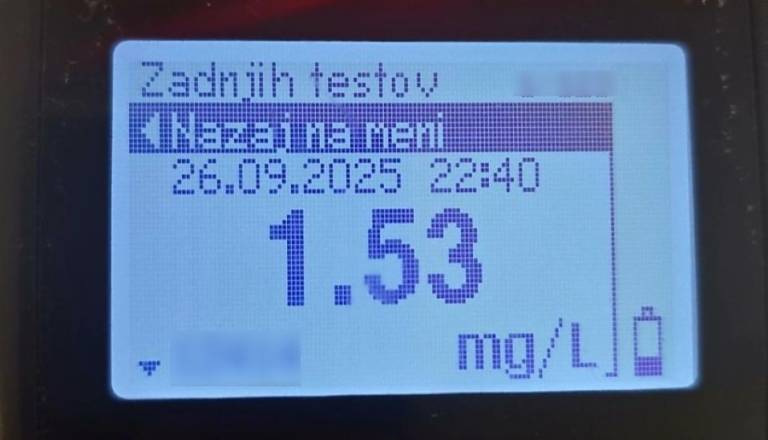 Zadnjih testov
Nazaj na meni
26.09.2025 22:40
1.53
mg/L